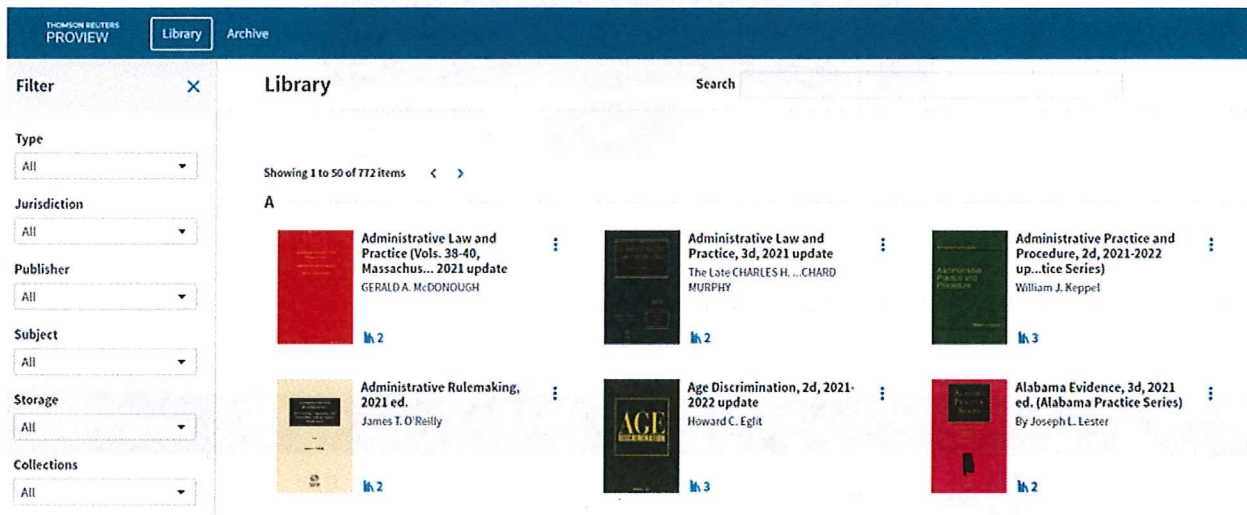 THOMSON REUTERS
PROVIEW
Library
Archive
Filter
Library
Search
Type
All
Showing 1 to 50 of 772 items
Jurisdiction
All
A
Publisher
All
Subject
All
Storage
All
Collections
All
Administrative Law and
Practice (Vols. 38-40,
Massachus... 2021 update
GERALD A. McDONOUGH
2
Administrative Law and
Practice, 3d, 2021 update
The Late CHARLES H. ...CHARD
MURPHY
2
Administrative Practice and
Procedure, 2d, 2021-2022
up...tice Series)
William J. Keppel
3
Administrative Rulemaking,
2021 ed.
James T. O'Reilly
2
AGE
Age Discrimination, 2d, 2021-
2022 update
Howard C. Eglit
3
Alabama Evidence, 3d, 2021
ed. (Alabama Practice Series)
By Joseph L. Lester
2